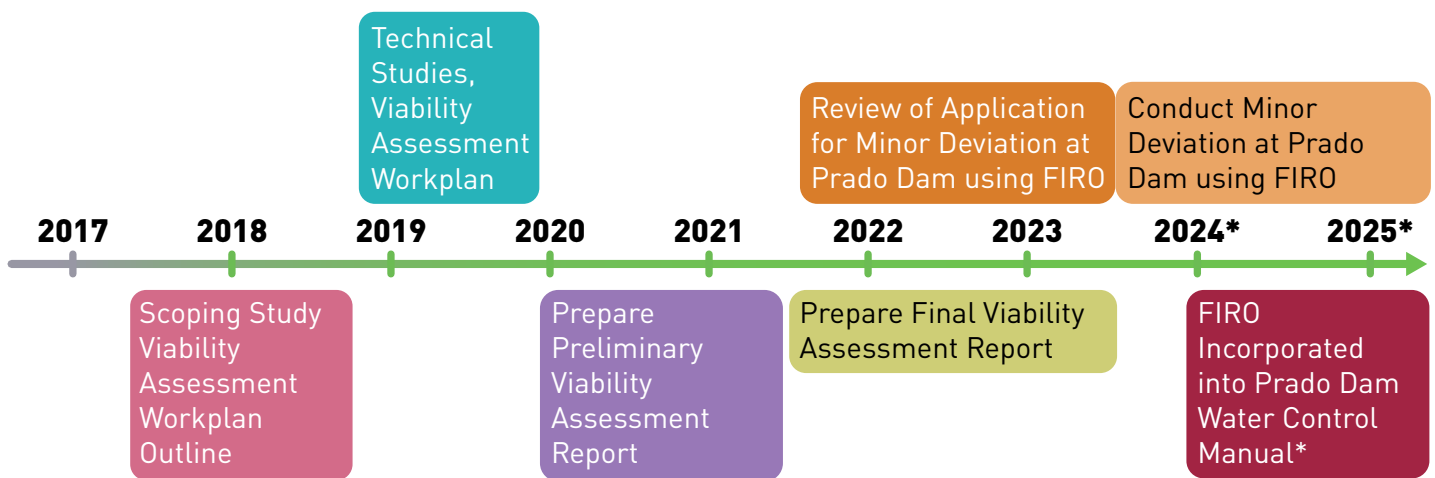 Technical
Studies,
Viability
Assessment
Workplan
Review of Application
for Minor Deviation at
Prado Dam using FIRO
Conduct Minor
Deviation at Prado
Dam using FIRO
2017 2018 2019 2020 2021 2022 2023 2024* 2025*
Scoping Study
Viability
Assessment
Workplan
Outline
Prepare
Preliminary
Viability
Assessment
Report
Prepare Final Viability
Assessment Report
FIRO
Incorporated
into Prado Dam
Water Control
Manual*